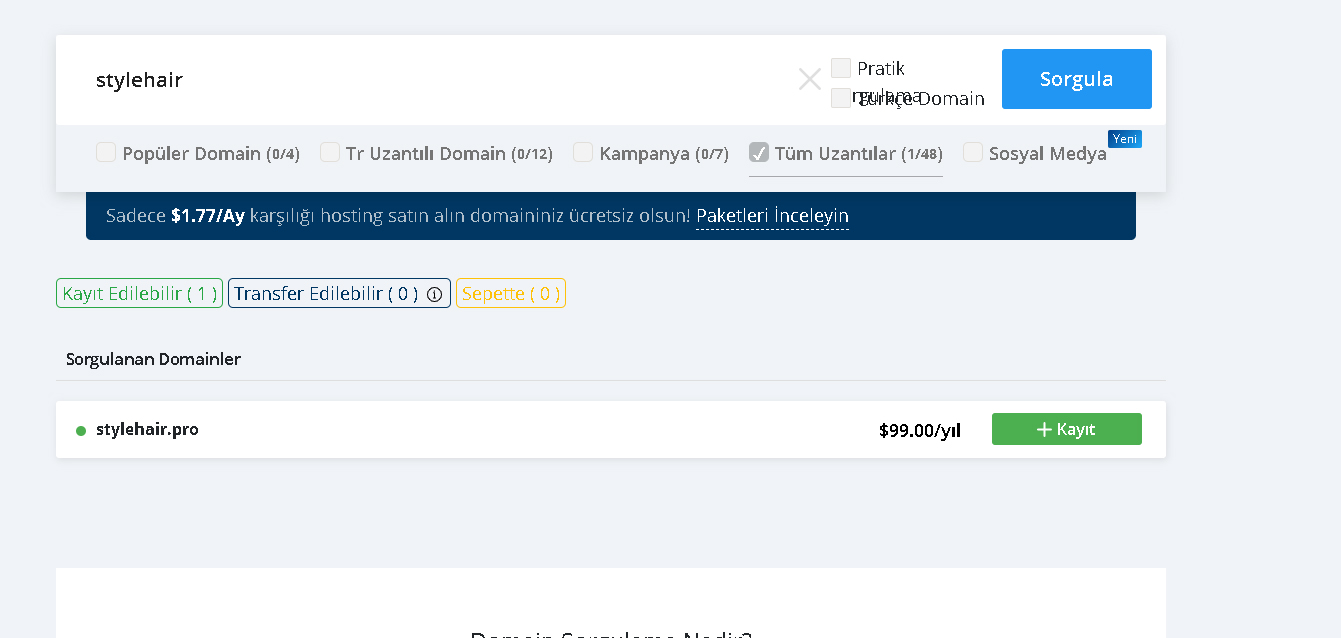 stylehair
Pratik
Türkçe Domain
Sorgula
Popüler Domain (0/4) Tr Uzantılı Domain (0/12) Kampanya (0/7) Tüm Uzantılar (1/48) Sosyal Medya Yeni
Sadece $1.77/Ay karşılığı hosting satın alın domaininiz ücretsiz olsun! Paketleri İnceleyin
Kayıt Edilebilir ( 1 ) Transfer Edilebilir ( 0 ) Sepette ( 0 )
Sorgulanan Domainler
stylehair.pro $99.00/yıl Kayıt
Domain Sorgulama Nedir?